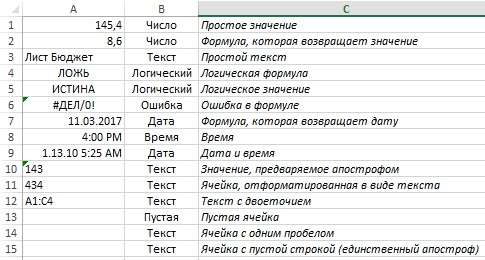 A B C
1 145,4 Число Простое значение
2 8,6 Число Формула, которая возвращает значение
3 Лист Бюджет Текст Простой текст
4 ЛОЖЬ Логический Логическая формула
5 ИСТИНА Логический Логическое значение
6 #ДЕЛ/0! Ошибка Ошибка в формуле
7 11.03.2017 Дата Формула, которая возвращает дату
8 4:00 PM Время Время
9 1.13.10 5:25 AM Дата Дата и время
10 143 Текст Значение, предваряемое апострофом
11 434 Текст Ячейка, отформатированная в виде текста
12 A1:C4 Текст Текст с двоеточием
13 Пустая Пустая ячейка
14 Текст Ячейка с одним пробелом
15 Текст Ячейка с пустой строкой (единственный апостроф)